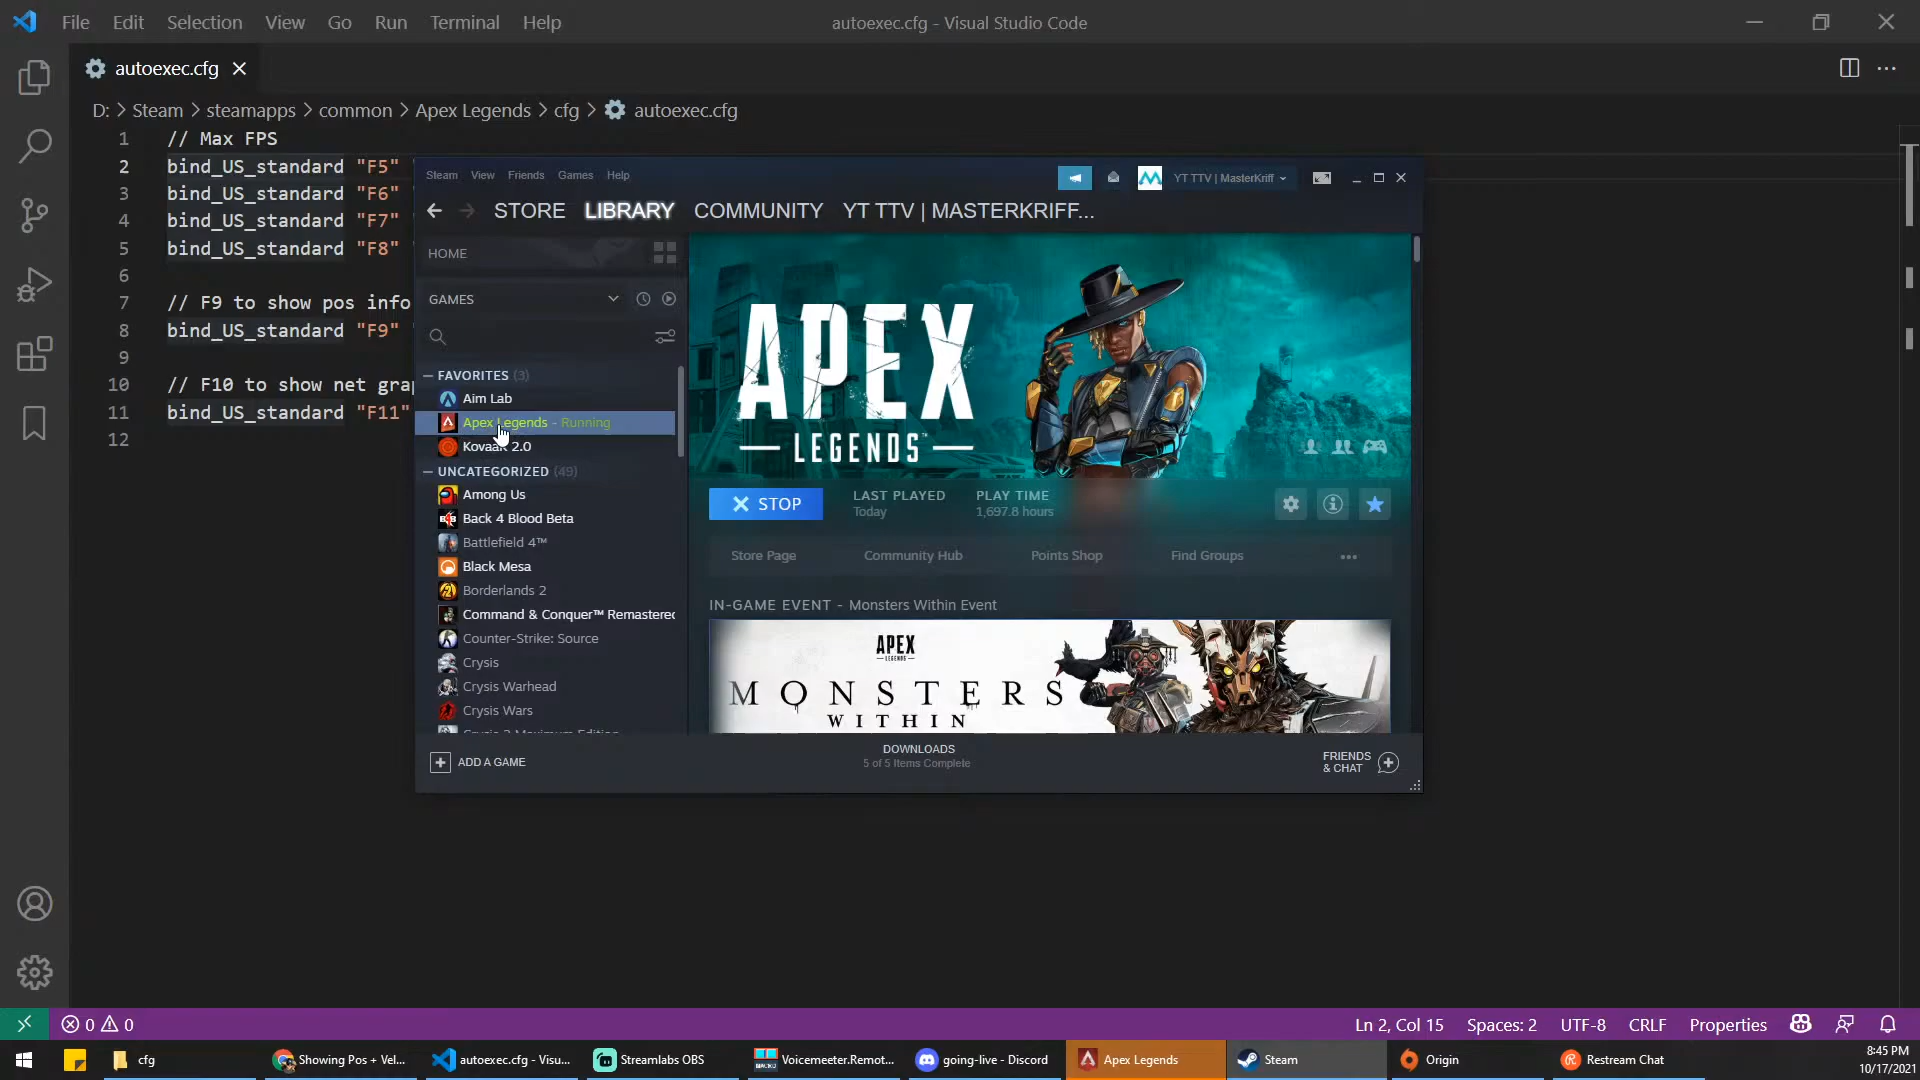 File Edit Selection View Go Run Terminal Help
autoexec.cfg - Visual Studio Code
autoexec.cfg
D: > Steam > steamapps > common > Apex Legends > cfg > autoexec.cfg
1 // Max FPS
2 bind_US_standard "F5"
3 bind_US_standard "F6"
4 bind_US_standard "F7"
5 bind_US_standard "F8"
6
7 // F9 to show pos info
8 bind_US_standard "F9"
9
10 // F10 to show net gra
11 bind_US_standard "F11"
12
Steam View Friends Games Help
YT TTV | MasterKriff
STORE LIBRARY COMMUNITY YT TTV | MASTERKRIFF...
HOME
GAMES
FAVORITES (3)
Aim Lab
Apex Legends - Running
KovaaK 2.0
UNCATEGORIZED (49)
Among Us
Back 4 Blood Beta
Battlefield 4™
Black Mesa
Borderlands 2
Command & Conquer™ Remastered
Counter-Strike: Source
Crysis
Crysis Warhead
Crysis Wars
APEX
LEGENDS™
STOP
LAST PLAYED
Today
PLAY TIME
1,697.8 hours
Store Page
Community Hub
Points Shop
Find Groups
IN-GAME EVENT - Monsters Within Event
APEX
LEGENDS
MONSTERS
WITHIN
ADD A GAME
DOWNLOADS
5 of 5 Items Complete
FRIENDS
& CHAT
0 0
Ln 2, Col 15
Spaces: 2
UTF-8
CRLF
Properties
cfg
Showing Pos + Vel...
autoexec.cfg - Visu...
Streamlabs OBS
Voicemeeter.Remot...
going-live - Discord
Apex Legends
Steam
Origin
Restream Chat
8:45 PM
10/17/2021